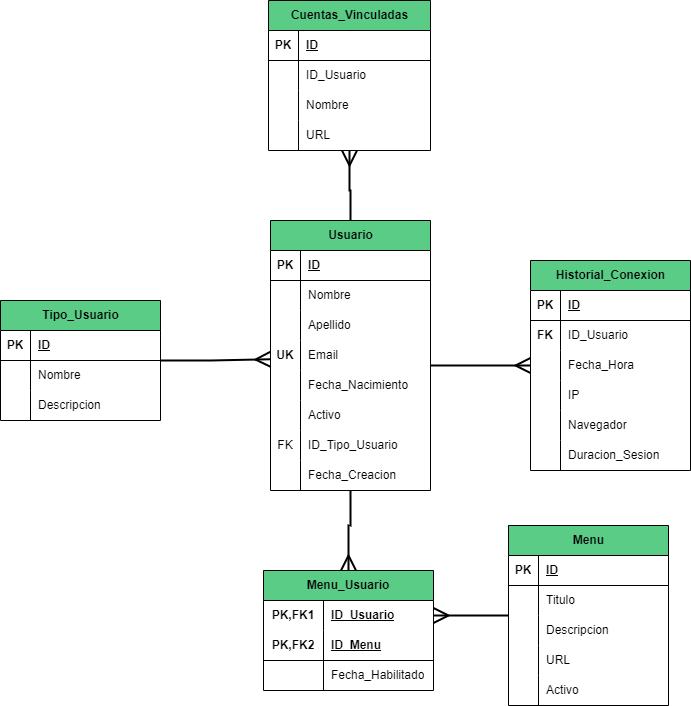 Cuentas_Vinculadas
PK ID
ID_Usuario
Nombre
URL
Usuario
PK ID
Nombre
Apellido
UK Email
Fecha_Nacimiento
Activo
FK ID_Tipo_Usuario
Fecha_Creacion
Historial_Conexion
PK ID
FK ID_Usuario
Fecha_Hora
IP
Navegador
Duracion_Sesion
Tipo_Usuario
PK ID
Nombre
Descripcion
Menu_Usuario
PK,FK1 ID_Usuario
PK,FK2 ID_Menu
Fecha_Habilitado
Menu
PK ID
Titulo
Descripcion
URL
Activo